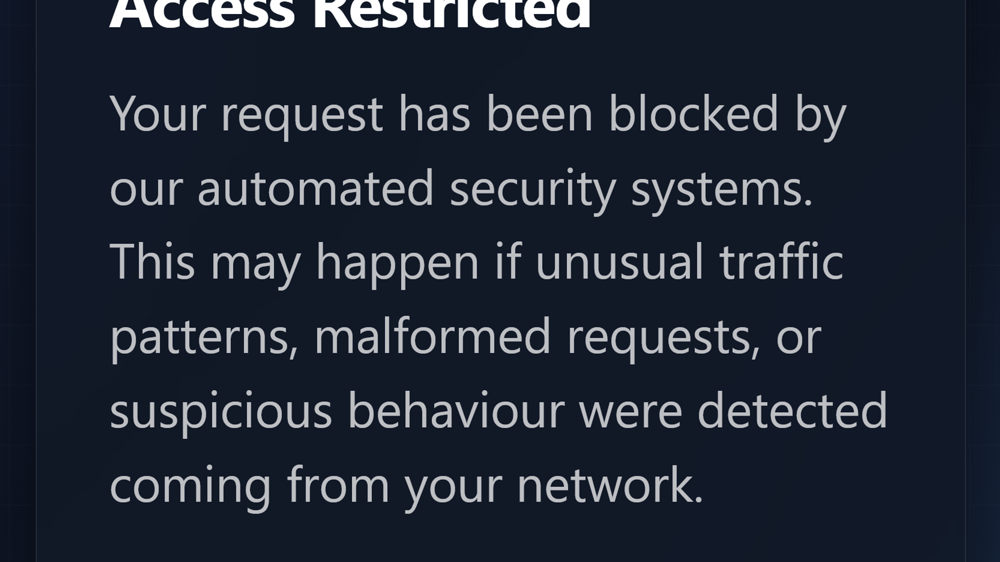 Access Restricted
Your request has been blocked by
our automated security systems.
This may happen if unusual traffic
patterns, malformed requests, or
suspicious behaviour were detected
coming from your network.